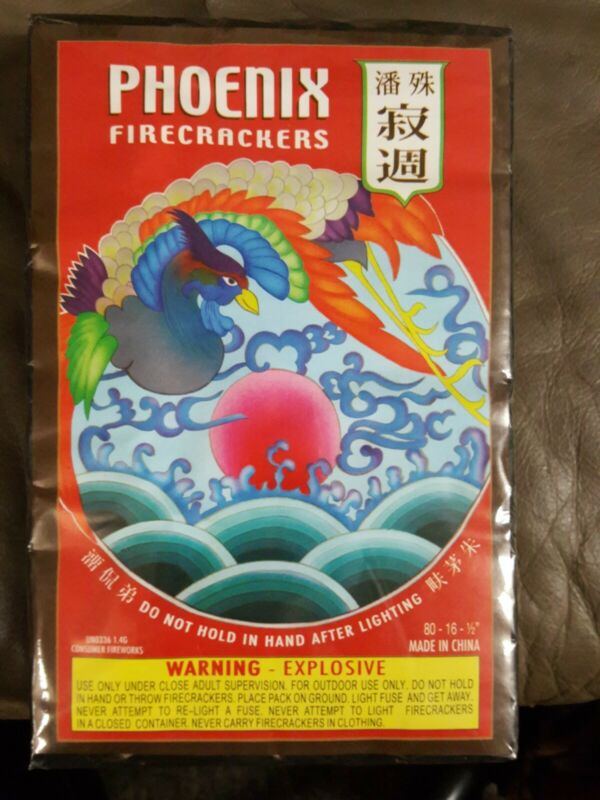 PHOENIX
FIRECRACKERS
潘殊
寂週
DO NOT HOLD IN HAND AFTER LIGHTING
UN0336 1.4G
CONSUMER FIREWORKS
80 - 16 - ½"
MADE IN CHINA
WARNING - EXPLOSIVE
USE ONLY UNDER CLOSE ADULT SUPERVISION. FOR OUTDOOR USE ONLY. DO NOT HOLD
IN HAND OR THROW FIRECRACKERS. PLACE PACK ON GROUND. LIGHT FUSE AND GET AWAY.
NEVER ATTEMPT TO RE-LIGHT A FUSE. NEVER ATTEMPT TO LIGHT FIRECRACKERS
IN A CLOSED CONTAINER. NEVER CARRY FIRECRACKERS IN CLOTHING.